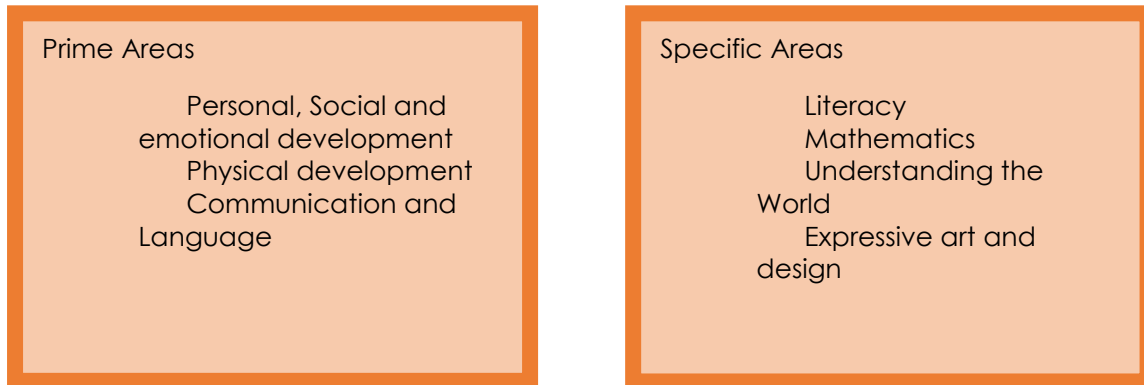 Prime Areas
Personal, Social and
emotional development
Physical development
Communication and
Language
Specific Areas
Literacy
Mathematics
Understanding the
World
Expressive art and
design